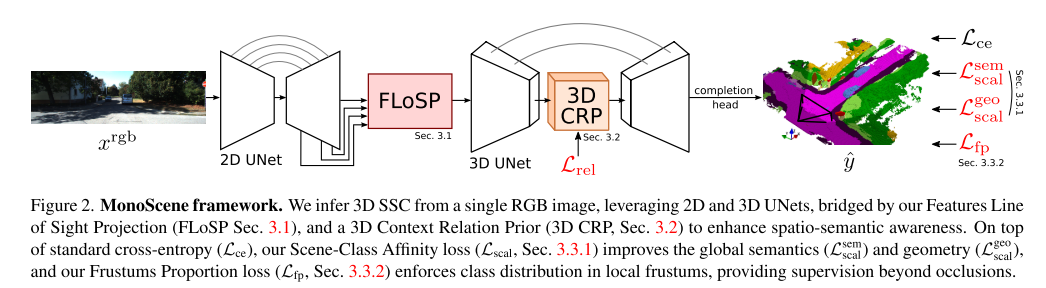 x^rgb
2D UNet
FLoSP
Sec. 3.1
3D UNet
3D
CRP
Sec. 3.2
ℒ_rel
completion
head
ŷ
ℒ_ce
ℒ_scal^sem
ℒ_scal^geo
Sec. 3.3.1
ℒ_fp
Sec. 3.3.2
Figure 2. MonoScene framework. We infer 3D SSC from a single RGB image, leveraging 2D and 3D UNets, bridged by our Features Line
of Sight Projection (FLoSP Sec. 3.1), and a 3D Context Relation Prior (3D CRP, Sec. 3.2) to enhance spatio-semantic awareness. On top
of standard cross-entropy (ℒ_ce), our Scene-Class Affinity loss (ℒ_scal, Sec. 3.3.1) improves the global semantics (ℒ_scal^sem) and geometry (ℒ_scal^geo),
and our Frustums Proportion loss (ℒ_fp, Sec. 3.3.2) enforces class distribution in local frustums, providing supervision beyond occlusions.